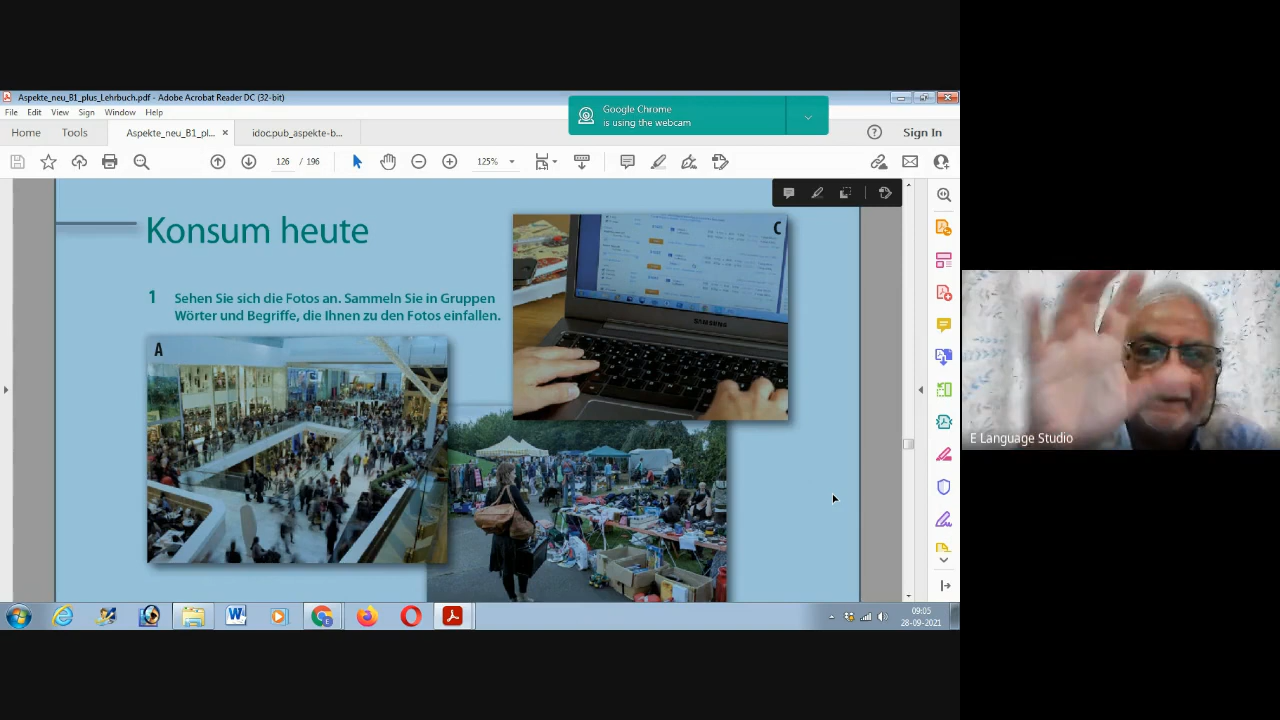 Aspekte_neu_B1_plus_Lehrbuch.pdf - Adobe Acrobat Reader DC (32-bit)
File Edit View Sign Window Help
Google Chrome
is using the webcam
Home Tools Aspekte_neu_B1_pl... × idoc.pub_aspekte-b... Sign In
126 / 196 125%
Konsum heute
C
1 Sehen Sie sich die Fotos an. Sammeln Sie in Gruppen
Wörter und Begriffe, die Ihnen zu den Fotos einfallen.
SAMSUNG
A
E Language Studio
09:05
28-09-2021